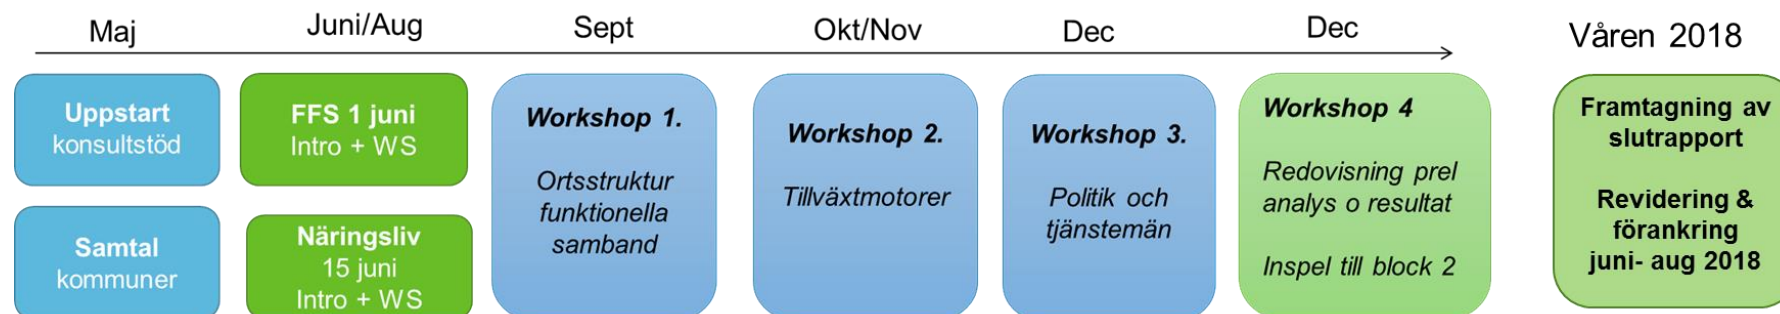 Maj
Juni/Aug
Sept
Okt/Nov
Dec
Dec
Våren 2018
Uppstart
konsultstöd
Samtal
kommuner
FFS 1 juni
Intro + WS
Näringsliv
15 juni
Intro + WS
Workshop 1.
Ortsstruktur
funktionella
samband
Workshop 2.
Tillväxtmotorer
Workshop 3.
Politik och
tjänstemän
Workshop 4
Redovisning prel
analys o resultat
Inspel till block 2
Framtagning av
slutrapport
Revidering &
förankring
juni- aug 2018